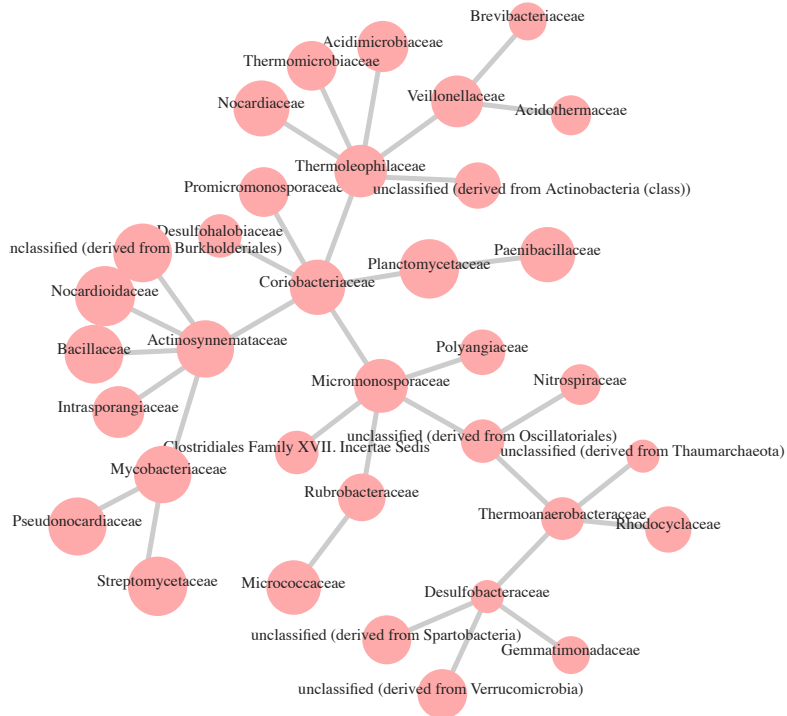 Brevibacteriaceae
Acidimicrobiaceae
Thermomicrobiaceae
Veillonellaceae
Nocardiaceae
Acidothermaceae
Thermoleophilaceae
Promicromonosporaceae
unclassified (derived from Actinobacteria (class))
Desulfohalobiaceae
nclassified (derived from Burkholderiales)
Paenibacillaceae
Planctomycetaceae
Coriobacteriaceae
Nocardioidaceae
Actinosynnemataceae
Bacillaceae
Polyangiaceae
Micromonosporaceae
Nitrospiraceae
Intrasporangiaceae
unclassified (derived from Oscillatoriales)
Clostridiales Family XVII. Incertae Sedis
unclassified (derived from Thaumarchaeota)
Mycobacteriaceae
Rubrobacteraceae
Thermoanaerobacteraceae
Pseudonocardiaceae
Rhodocyclaceae
Streptomycetaceae
Micrococcaceae
Desulfobacteraceae
unclassified (derived from Spartobacteria)
Gemmatimonadaceae
unclassified (derived from Verrucomicrobia)